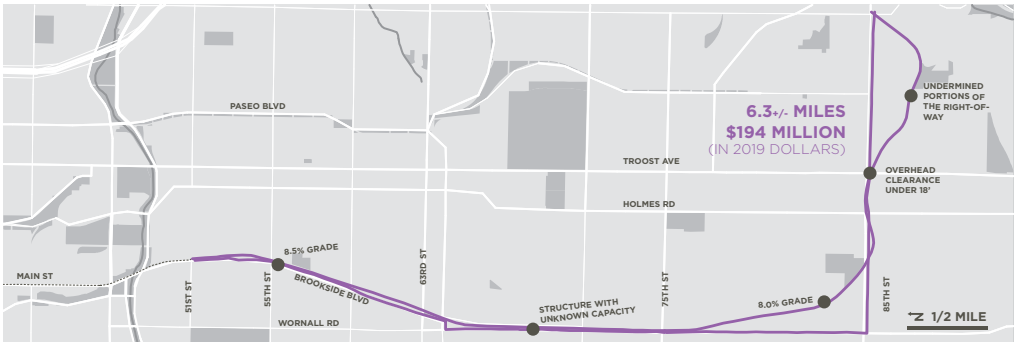 PASEO BLVD
6.3+/- MILES
$194 MILLION
(IN 2019 DOLLARS)
UNDERMINED
PORTIONS OF
THE RIGHT-OF-
WAY
TROOST AVE
OVERHEAD
CLEARANCE
UNDER 18'
HOLMES RD
8.5% GRADE
63RD ST
MAIN ST
51ST ST
55TH ST
BROOKSIDE BLVD
75TH ST
85TH ST
STRUCTURE WITH
UNKNOWN CAPACITY
8.0% GRADE
WORNALL RD
N 1/2 MILE